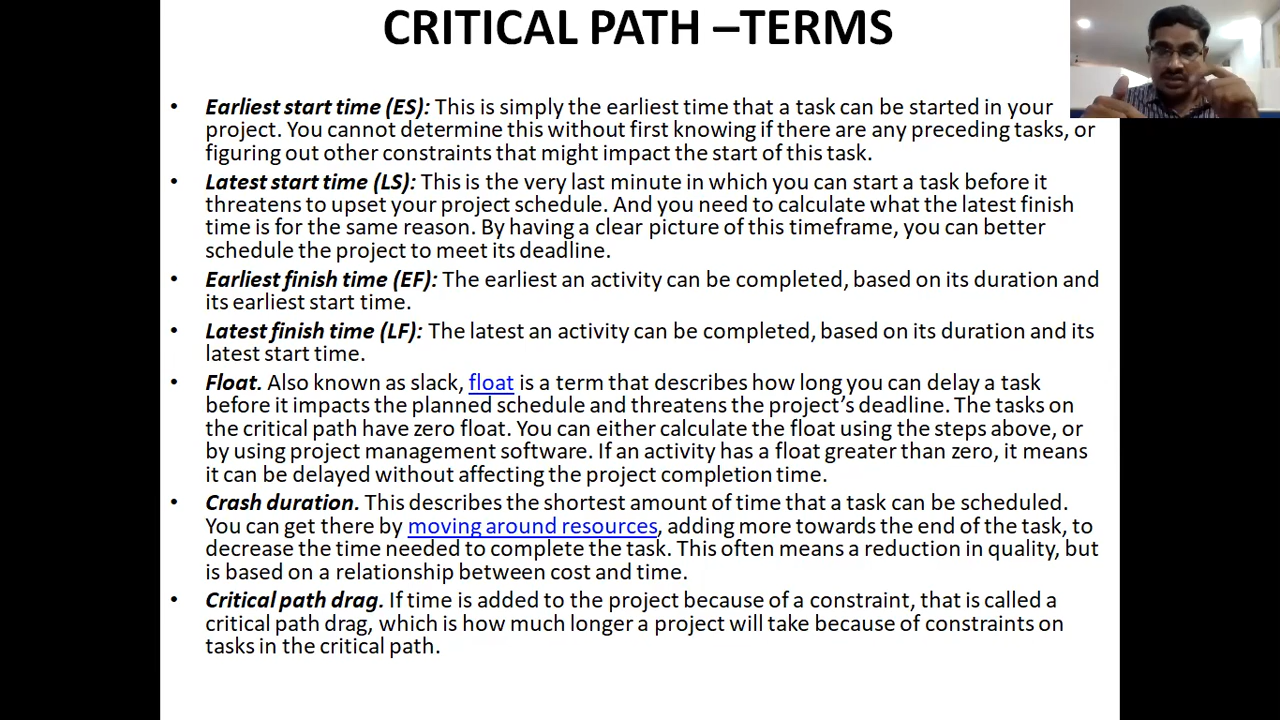 CRITICAL PATH –TERMS
• Earliest start time (ES): This is simply the earliest time that a task can be started in your
project. You cannot determine this without first knowing if there are any preceding tasks, or
figuring out other constraints that might impact the start of this task.
• Latest start time (LS): This is the very last minute in which you can start a task before it
threatens to upset your project schedule. And you need to calculate what the latest finish
time is for the same reason. By having a clear picture of this timeframe, you can better
schedule the project to meet its deadline.
• Earliest finish time (EF): The earliest an activity can be completed, based on its duration and
its earliest start time.
• Latest finish time (LF): The latest an activity can be completed, based on its duration and its
latest start time.
• Float. Also known as slack, float is a term that describes how long you can delay a task
before it impacts the planned schedule and threatens the project’s deadline. The tasks on
the critical path have zero float. You can either calculate the float using the steps above, or
by using project management software. If an activity has a float greater than zero, it means
it can be delayed without affecting the project completion time.
• Crash duration. This describes the shortest amount of time that a task can be scheduled.
You can get there by moving around resources, adding more towards the end of the task, to
decrease the time needed to complete the task. This often means a reduction in quality, but
is based on a relationship between cost and time.
• Critical path drag. If time is added to the project because of a constraint, that is called a
critical path drag, which is how much longer a project will take because of constraints on
tasks in the critical path.